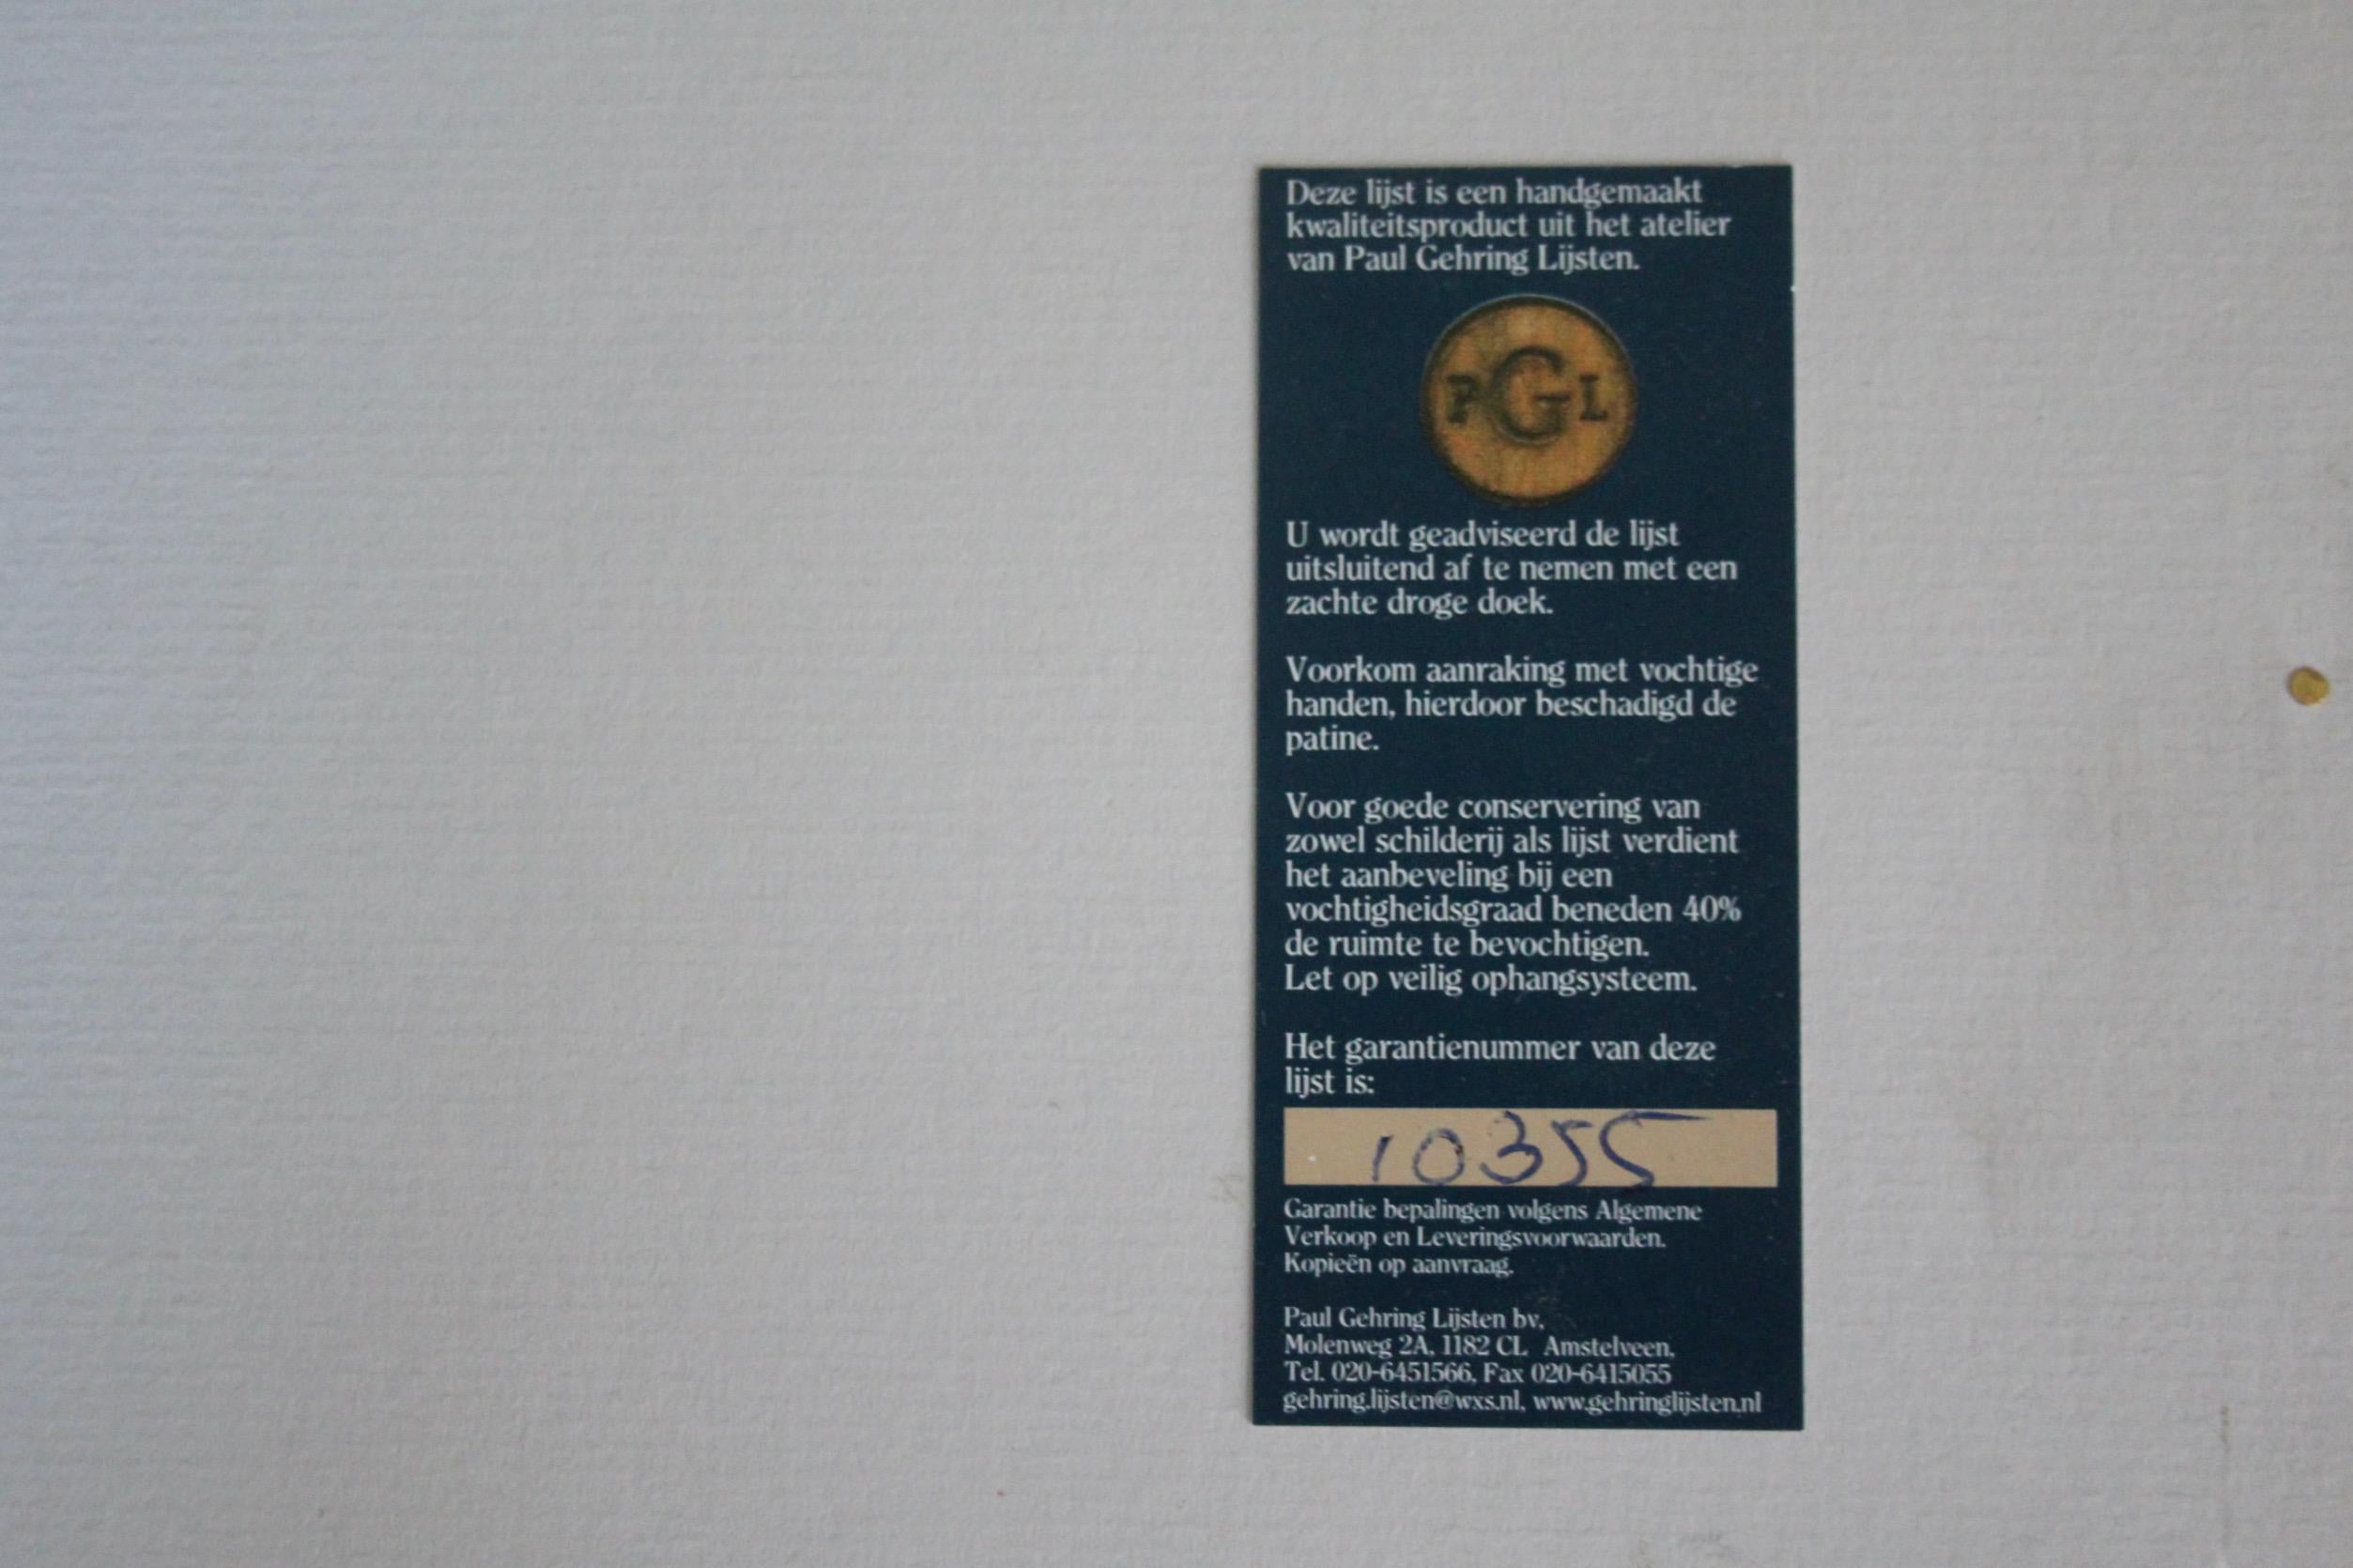 Deze lijst is een handgemaakt
kwaliteitsproduct uit het atelier
van Paul Gehring Lijsten.
PGL
U wordt geadviseerd de lijst
uitsluitend af te nemen met een
zachte droge doek.
Voorkom aanraking met vochtige
handen, hierdoor beschadigd de
patine.
Voor goede conservering van
zowel schilderij als lijst verdient
het aanbeveling bij een
vochtigheidsgraad beneden 40%
de ruimte te bevochtigen.
Let op veilig ophangsysteem.
Het garantienummer van deze
lijst is:
10355
Garantie bepalingen volgens Algemene
Verkoop en Leveringsvoorwaarden.
Kopieën op aanvraag.
Paul Gehring Lijsten bv,
Molenweg 2A, 1182 CL Amstelveen,
Tel. 020-6451566, Fax 020-6415055
gehring.lijsten@wxs.nl, www.gehringlijsten.nl